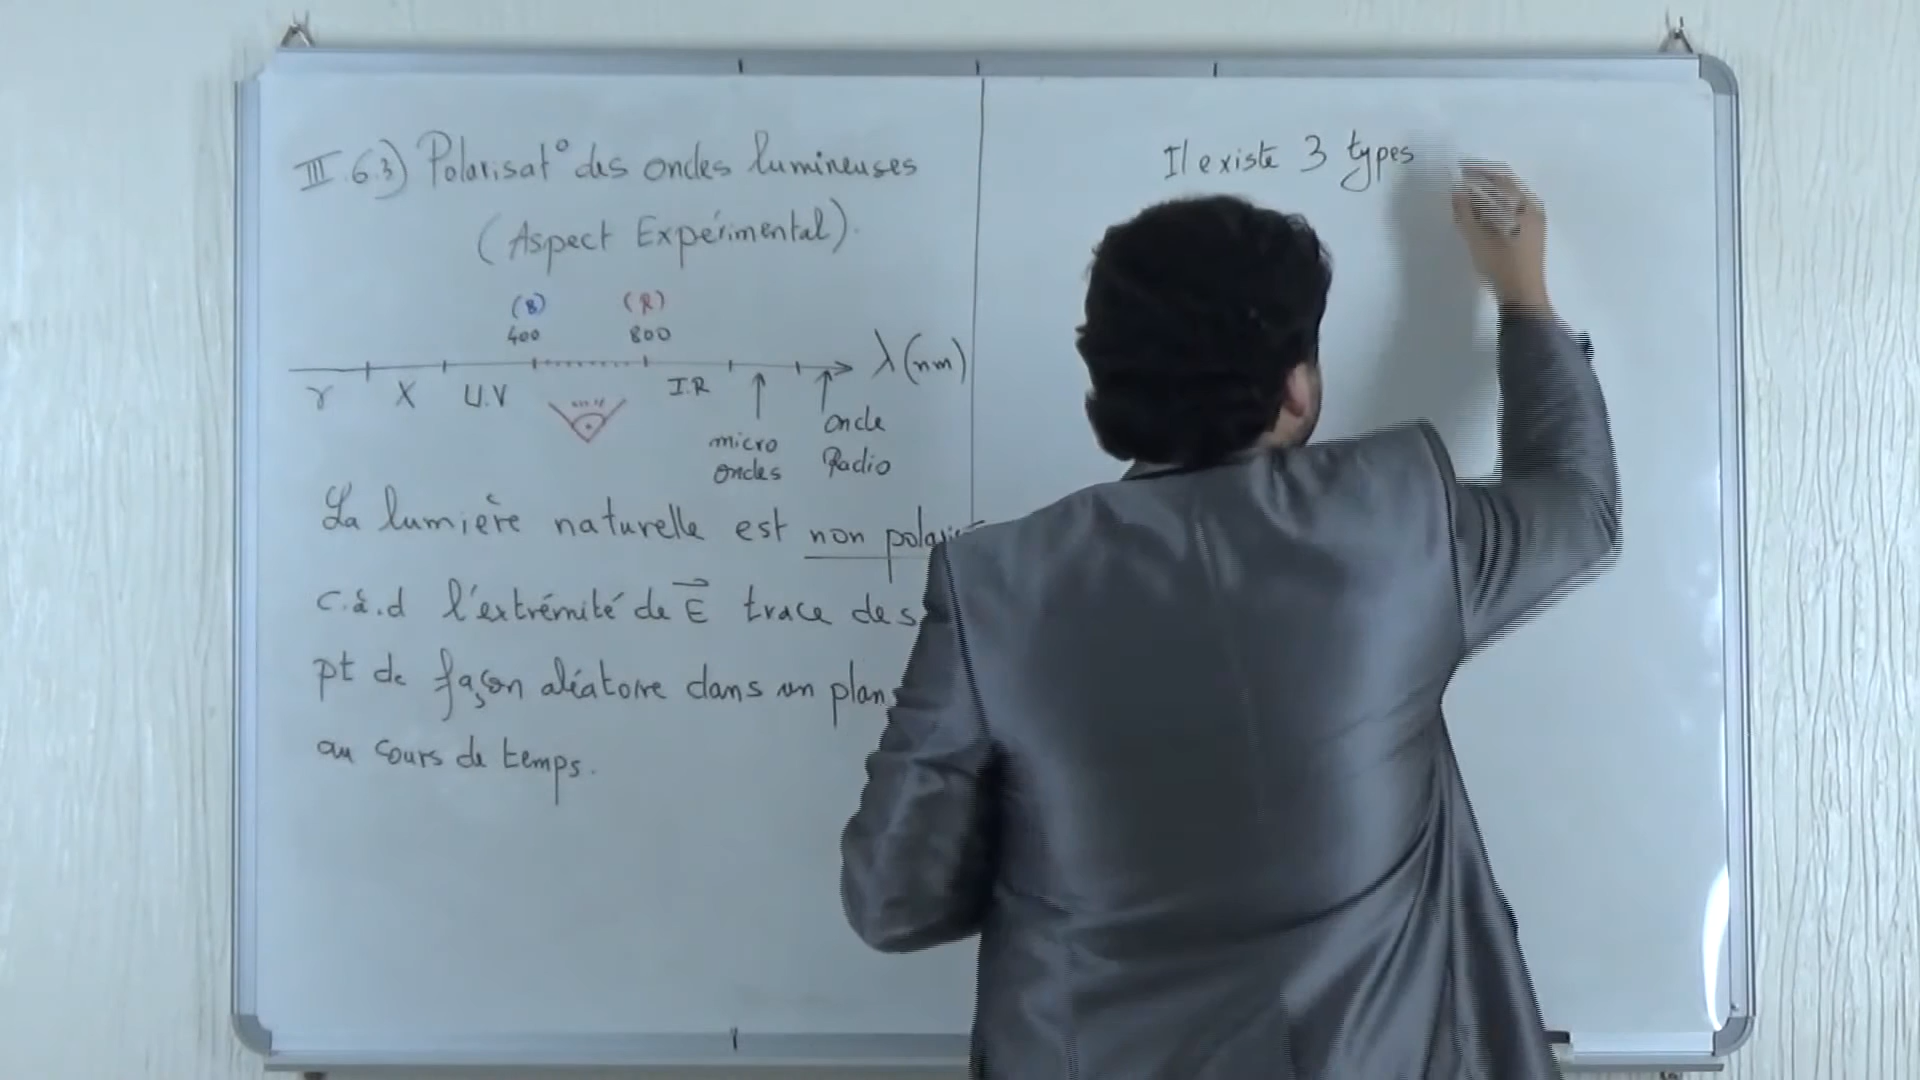 III.6.3) Polarisat° des ondes lumineuses
(Aspect Expérimental).
(B) (R)
400 800
λ(nm)
γ X U.V I.R
micro ondes
onde Radio
La lumière naturelle est non
c.à.d l'extrémité de E⃗ trace des
pt de façon aléatoire dans un plan
au cours de temps.
Il existe 3 types